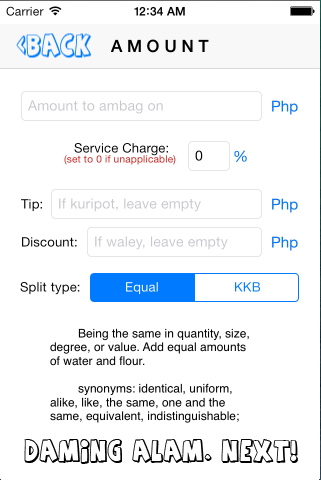 Carrier 12:34 AM
<BACK AMOUNT
Amount to ambag on Php
Service Charge:
(set to 0 if unapplicable)
0 %
Tip: If kuripot, leave empty Php
Discount: If waley, leave empty Php
Split type: Equal KKB
Being the same in quantity, size,
degree, or value. Add equal amounts
of water and flour.
synonyms: identical, uniform,
alike, like, the same, one and the
same, equivalent, indistinguishable;
DAMiNG ALAM. NEXT!